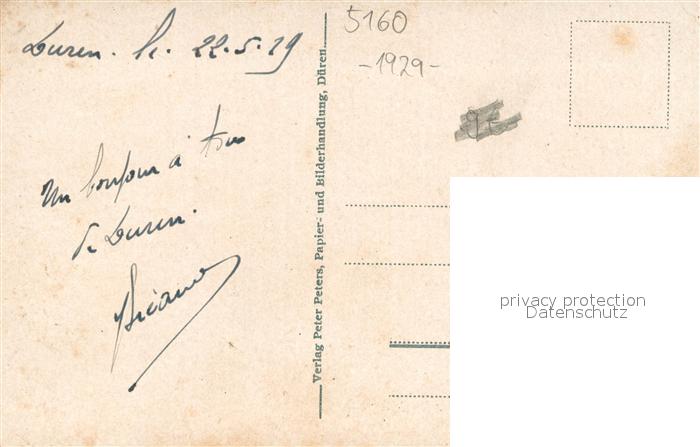 Duren. le. 22.5.29
Un bonjour à tous
de Duren.
Verlag Peter Peters, Papier- und Bilderhandlung, Düren.
5160
-1929-
privacy protection
Datenschutz